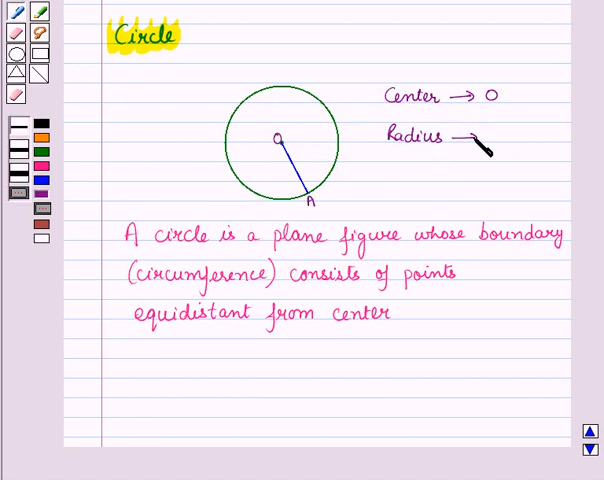 Circle
Center → O
Radius →
O
A
A circle is a plane figure whose boundary
(circumference) consists of points
equidistant from center